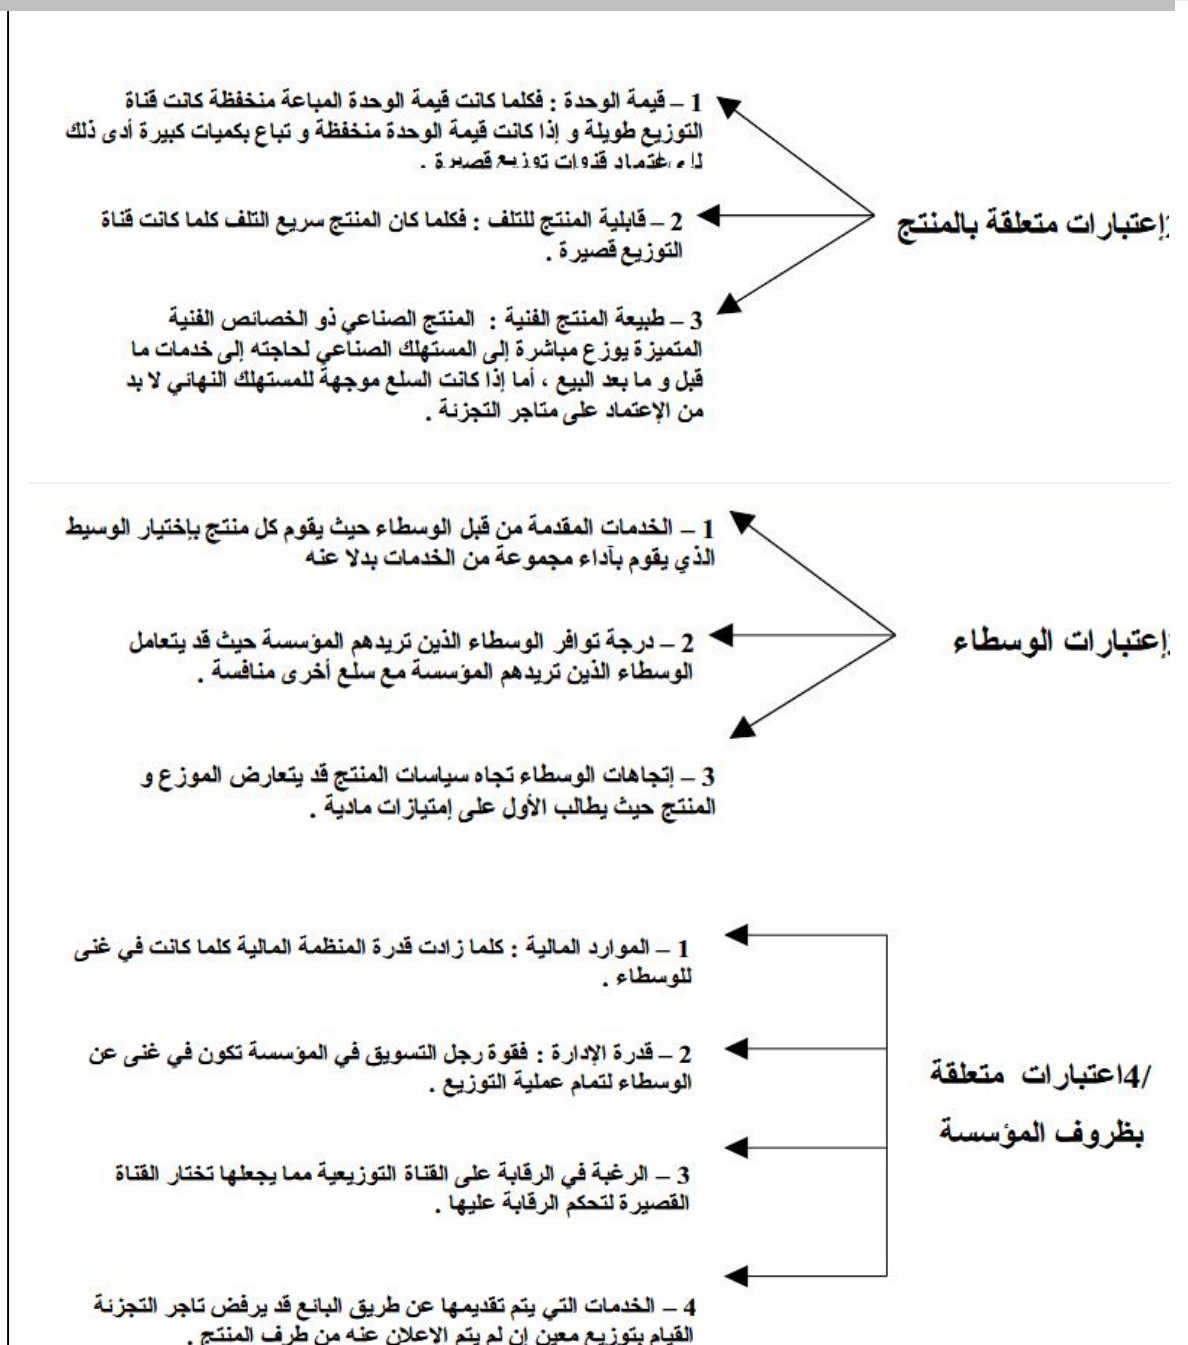 إعتبارات متعلقة بالمنتج
1 – قيمة الوحدة : فكلما كانت قيمة الوحدة المباعة منخفظة كانت قناة
التوزيع طويلة و إذا كانت قيمة الوحدة منخفظة و تباع بكميات كبيرة أدى ذلك
قنوات توزيع قصيرة .
2 – قابلية المنتج للتلف : فكلما كان المنتج سريع التلف كلما كانت قناة
التوزيع قصيرة .
3 – طبيعة المنتج الفنية : المنتج الصناعي ذو الخصائص الفنية
المتميزة يوزع مباشرة إلى المستهلك الصناعي لحاجته إلى خدمات ما
قبل و ما بعد البيع ، أما إذا كانت السلع موجهة للمستهلك النهائي لا بد
من الإعتماد على متاجر التجزئة .
إعتبارات الوسطاء
1 – الخدمات المقدمة من قبل الوسطاء حيث يقوم كل منتج بإختيار الوسيط
الذي يقوم بآداء مجموعة من الخدمات بدلا عنه
2 – درجة توافر الوسطاء الذين تريدهم المؤسسة حيث قد يتعامل
الوسطاء الذين تريدهم المؤسسة مع سلع أخرى منافسة .
3 – إتجاهات الوسطاء تجاه سياسات المنتج قد يتعارض الموزع و
المنتج حيث يطالب الأول على إمتيازات مادية .
4/اعتبارات متعلقة
بظروف المؤسسة
1 – الموارد المالية : كلما زادت قدرة المنظمة المالية كلما كانت في غنى
للوسطاء .
2 – قدرة الإدارة : فقوة رجل التسويق في المؤسسة تكون في غنى عن
الوسطاء لتمام عملية التوزيع .
3 – الرغبة في الرقابة على القناة التوزيعية مما يجعلها تختار القناة
القصيرة لتحكم الرقابة عليها .
4 – الخدمات التي يتم تقديمها عن طريق البائع قد يرفض تاجر التجزئة
القيام بتوزيع معين إن لم يتم الإعلان عنه من طرف المنتج .